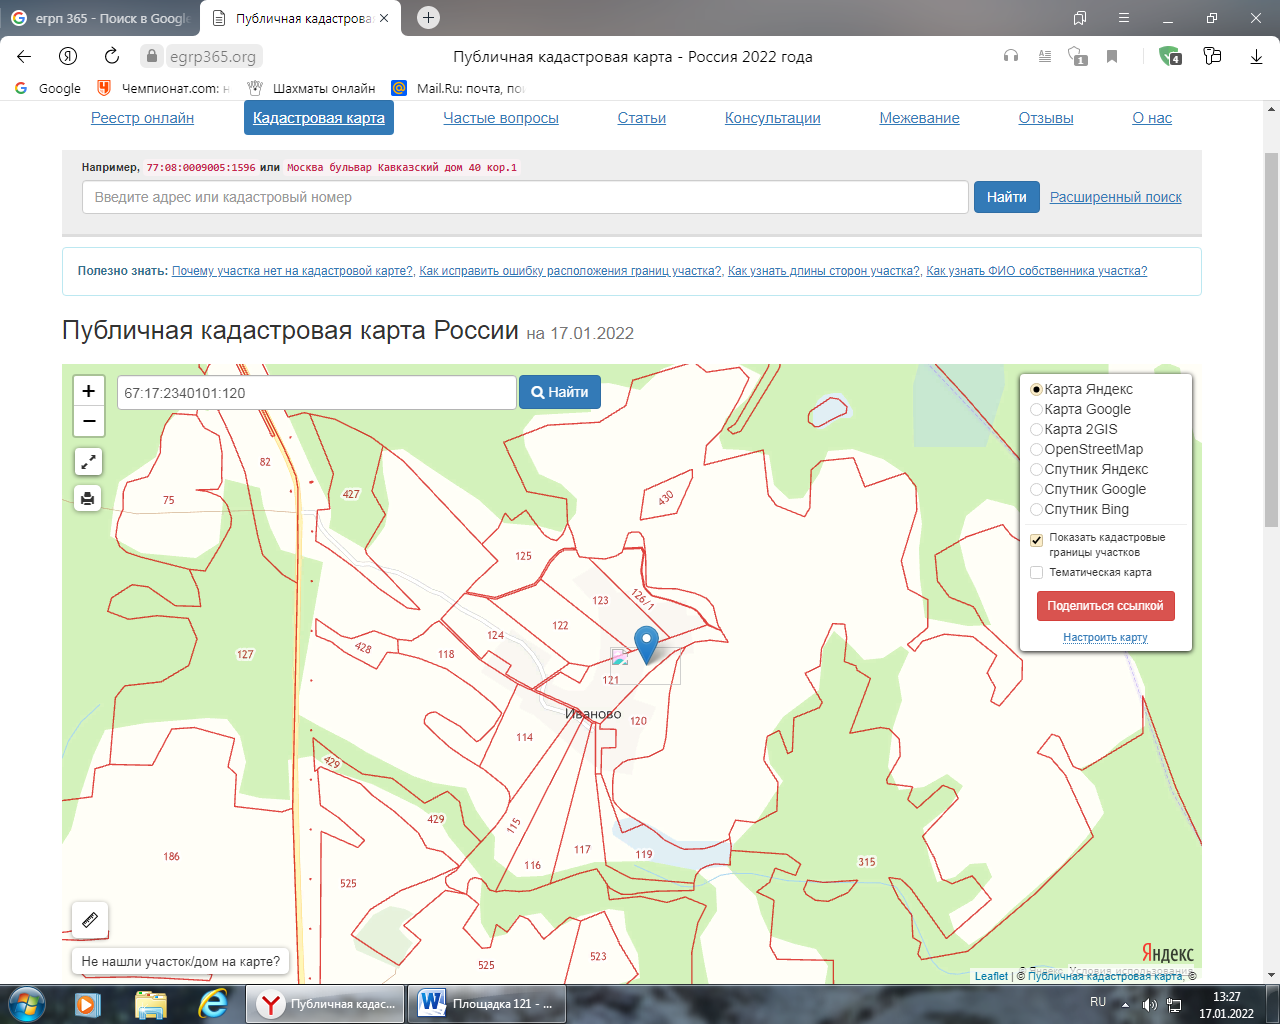 егрп 365 - Поиск в Google
Публичная кадастрова
egrp365.org
Публичная кадастровая карта - Россия 2022 года
1
4
Google
Чемпионат.com: н
Шахматы онлайн
Mail.Ru: почта, пои
Реестр онлайн
Кадастровая карта
Частые вопросы
Статьи
Консультации
Межевание
Отзывы
О нас
Например, 77:08:0009005:1596 или Москва бульвар Кавказский дом 40 кор.1
Введите адрес или кадастровый номер
Найти
Расширенный поиск
Полезно знать: Почему участка нет на кадастровой карте?, Как исправить ошибку расположения границ участка?, Как узнать длины сторон участка?, Как узнать ФИО собственника участка?
Публичная кадастровая карта России на 17.01.2022
+
−
67:17:2340101:120
Найти
Карта Яндекс
Карта Google
Карта 2GIS
OpenStreetMap
Спутник Яндекс
Спутник Google
Спутник Bing
Показать кадастровые
границы участков
Тематическая карта
Поделиться ссылкой
Настроить карту
82
75
427
430
125
123
126/1
122
124
127
428
118
121
Иваново
120
114
429
429
115
186
117
119
116
315
525
523
525
Не нашли участок/дом на карте?
Яндекс
© Яндекс Условия использования
Leaflet | © Публичная кадастровая карта, ©
Публичная кадас...
Площадка 121 - ...
RU
13:27
17.01.2022